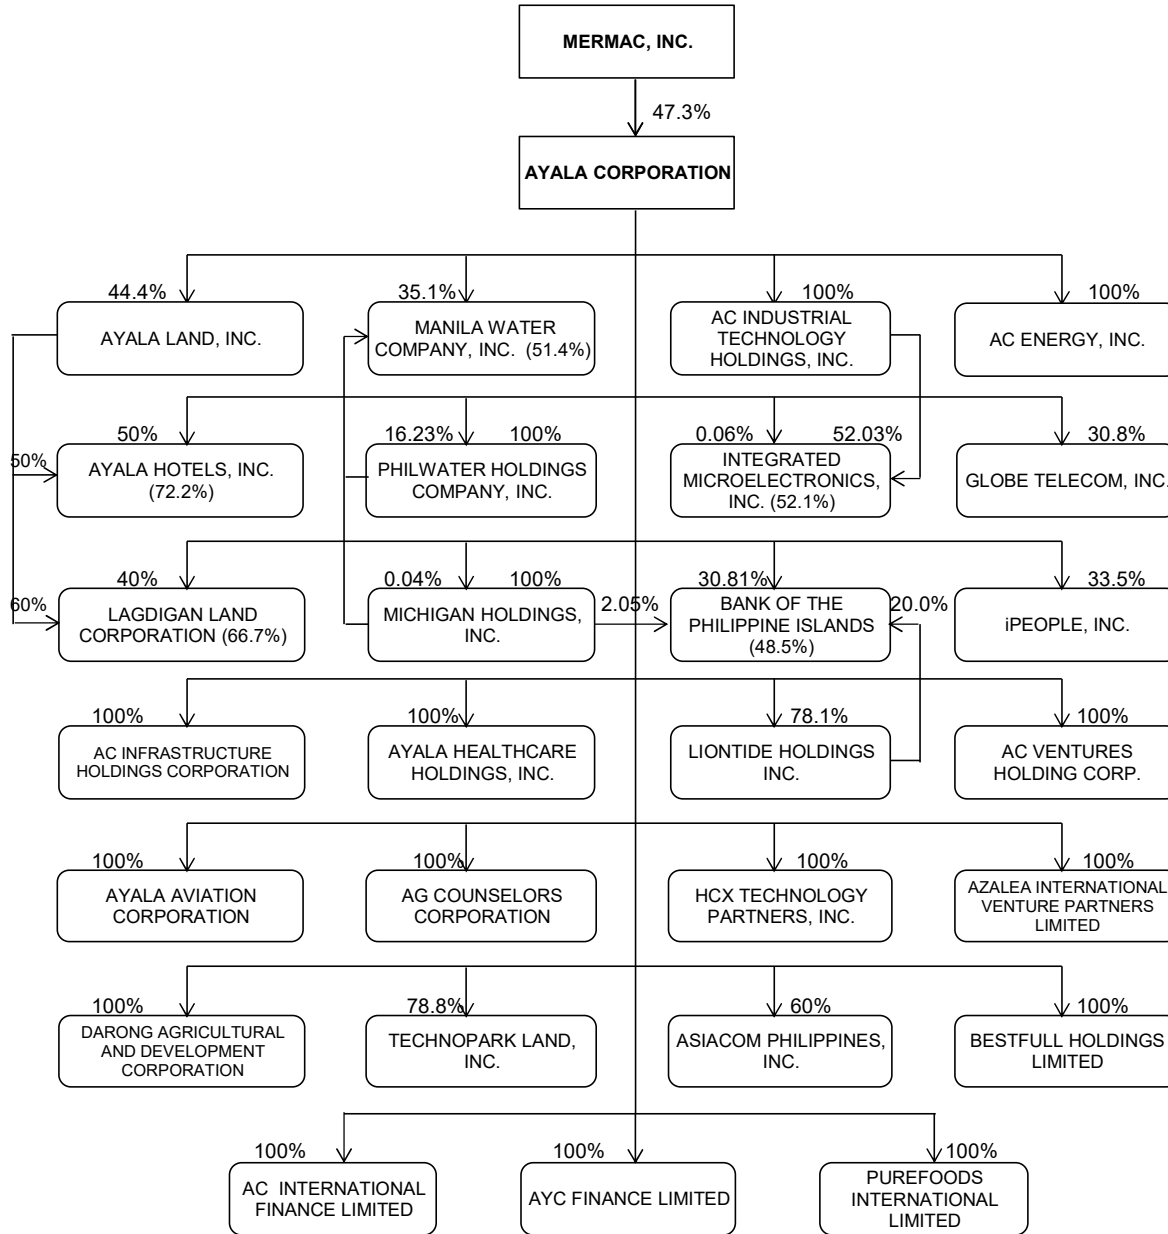 MERMAC, INC.
47.3%
AYALA CORPORATION
44.4%
35.1%
100%
100%
AYALA LAND, INC.
MANILA WATER
COMPANY, INC. (51.4%)
AC INDUSTRIAL
TECHNOLOGY
HOLDINGS, INC.
AC ENERGY, INC.
50%
16.23%
100%
0.06%
52.03%
30.8%
50%
AYALA HOTELS, INC.
(72.2%)
PHILWATER HOLDINGS
COMPANY, INC.
INTEGRATED
MICROELECTRONICS,
INC. (52.1%)
GLOBE TELECOM, INC.
40%
0.04%
100%
30.81%
33.5%
60%
LAGDIGAN LAND
CORPORATION (66.7%)
MICHIGAN HOLDINGS,
INC.
2.05%
BANK OF THE
PHILIPPINE ISLANDS
(48.5%)
20.0%
iPEOPLE, INC.
100%
100%
78.1%
100%
AC INFRASTRUCTURE
HOLDINGS CORPORATION
AYALA HEALTHCARE
HOLDINGS, INC.
LIONTIDE HOLDINGS
INC.
AC VENTURES
HOLDING CORP.
100%
100%
100%
100%
AYALA AVIATION
CORPORATION
AG COUNSELORS
CORPORATION
HCX TECHNOLOGY
PARTNERS, INC.
AZALEA INTERNATIONAL
VENTURE PARTNERS
LIMITED
100%
78.8%
60%
100%
DARONG AGRICULTURAL
AND DEVELOPMENT
CORPORATION
TECHNOPARK LAND,
INC.
ASIACOM PHILIPPINES,
INC.
BESTFULL HOLDINGS
LIMITED
100%
100%
100%
AC INTERNATIONAL
FINANCE LIMITED
AYC FINANCE LIMITED
PUREFOODS
INTERNATIONAL
LIMITED